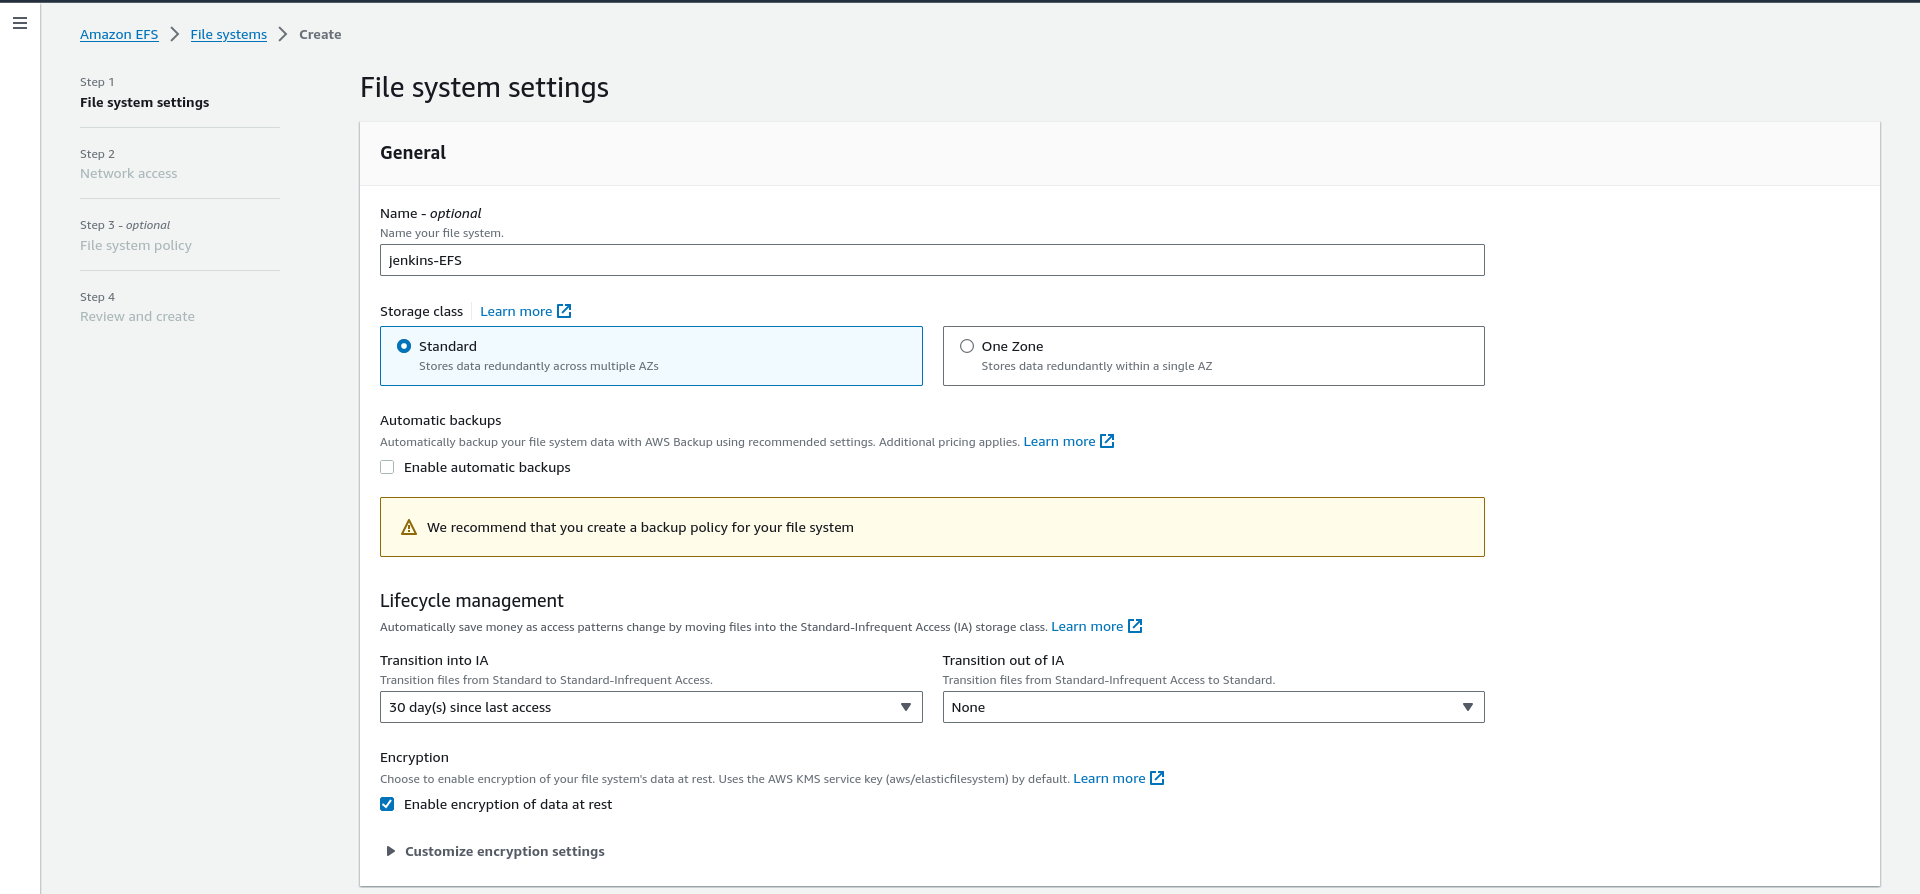 Amazon EFS > File systems > Create
Step 1
File system settings
Step 2
Network access
Step 3 - optional
File system policy
Step 4
Review and create
File system settings
General
Name - optional
Name your file system.
jenkins-EFS
Storage class Learn more
Standard
Stores data redundantly across multiple AZs
One Zone
Stores data redundantly within a single AZ
Automatic backups
Automatically backup your file system data with AWS Backup using recommended settings. Additional pricing applies. Learn more
Enable automatic backups
We recommend that you create a backup policy for your file system
Lifecycle management
Automatically save money as access patterns change by moving files into the Standard-Infrequent Access (IA) storage class. Learn more
Transition into IA
Transition files from Standard to Standard-Infrequent Access.
30 day(s) since last access
Transition out of IA
Transition files from Standard-Infrequent Access to Standard.
None
Encryption
Choose to enable encryption of your file system's data at rest. Uses the AWS KMS service key (aws/elasticfilesystem) by default. Learn more
Enable encryption of data at rest
Customize encryption settings